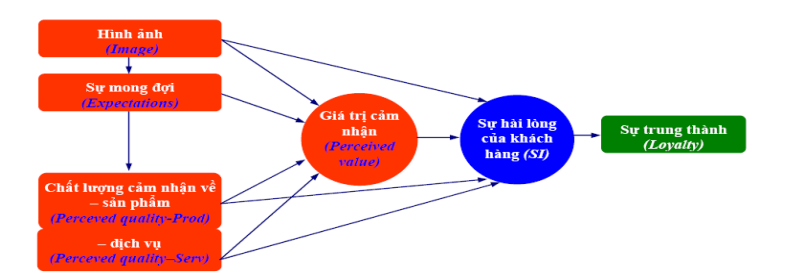 Hình ảnh
(Image)
Sự mong đợi
(Expectations)
Chất lượng cảm nhận về
– sản phẩm
(Perceved quality-Prod)
– dịch vụ
(Perceved quality–Serv)
Giá trị cảm
nhận
(Perceived
value)
Sự hài lòng
của khách
hàng (SI)
Sự trung thành
(Loyalty)